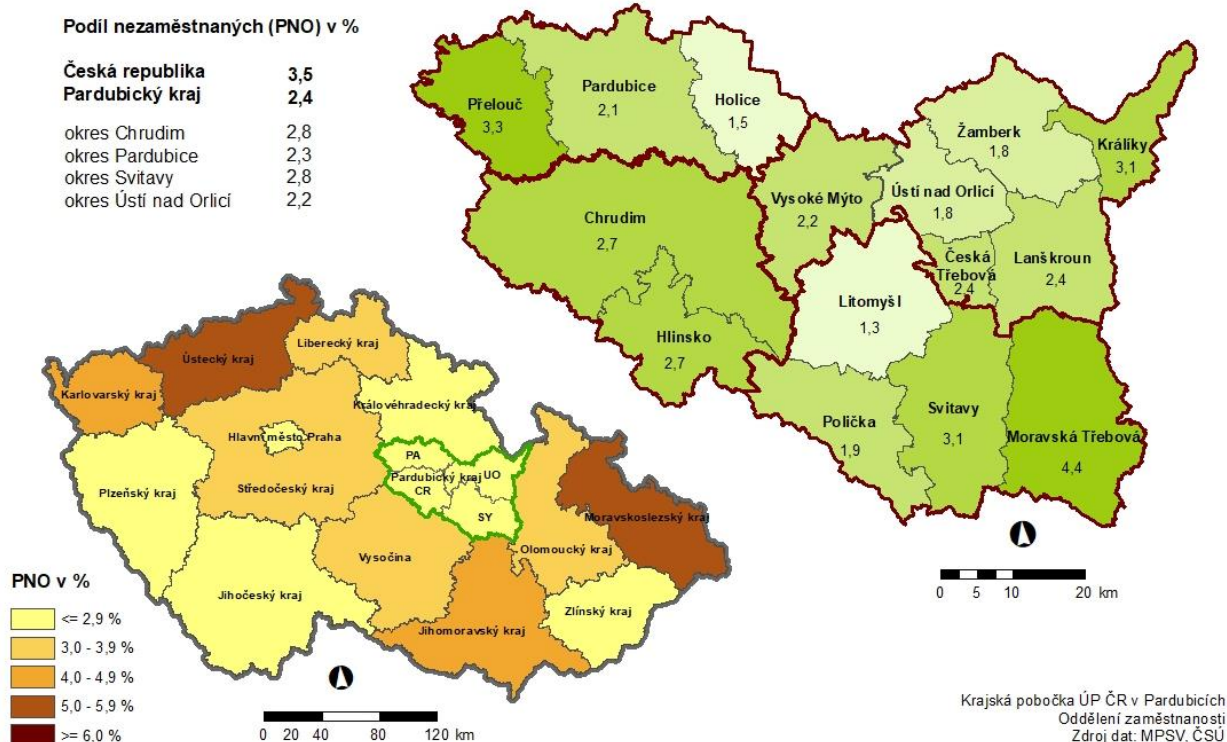 Podíl nezaměstnaných (PNO) v %
Česká republika 3,5
Pardubický kraj 2,4
okres Chrudim 2,8
okres Pardubice 2,3
okres Svitavy 2,8
okres Ústí nad Orlicí 2,2
Přelouč
3,3
Pardubice
2,1
Holice
1,5
Žamberk
1,8
Králíky
3,1
Vysoké Mýto
2,2
Ústí nad Orlicí
1,8
Chrudim
2,7
Česká
Třebová
2,4
Lanškroun
2,4
Litomyšl
1,3
Hlinsko
2,7
Polička
1,9
Svitavy
3,1
Moravská Třebová
4,4
0 5 10 20 km
Ústecký kraj
Liberecký kraj
Karlovarský kraj
Královéhradecký kraj
Hlavní město Praha
PA
UO
Pardubický kraj
CR
SY
Plzeňský kraj
Středočeský kraj
Moravskoslezský kraj
Olomoucký kraj
Vysočina
Jihočeský kraj
Zlínský kraj
Jihomoravský kraj
PNO v %
<= 2,9 %
3,0 - 3,9 %
4,0 - 4,9 %
5,0 - 5,9 %
>= 6,0 %
0 20 40 80 120 km
Krajská pobočka ÚP ČR v Pardubicích
Oddělení zaměstnanosti
Zdroj dat: MPSV, ČSÚ